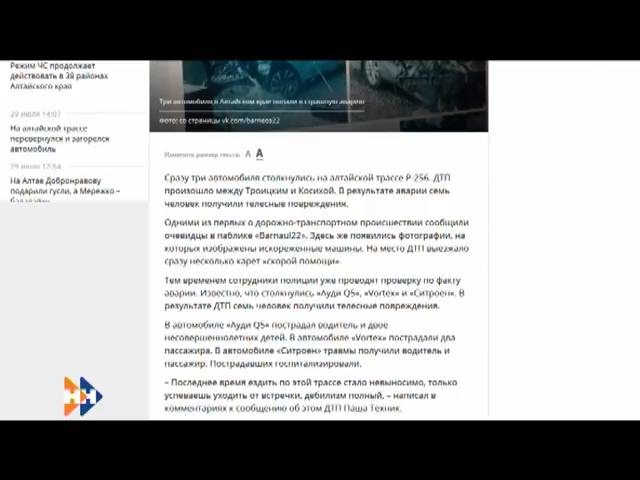 Режим ЧС продолжает
действовать в 38 районах
Алтайского края
29 июля 14:07
На алтайской трассе
перевернулся и загорелся
автомобиль
29 июля 12:54
На Алтае Добронравову
подарили гусли, а Мережко –
балалайку
Три автомобиля в Алтайском крае попали в страшную аварию
Фото: со страницы vk.com/barneos22
Изменить размер текста: А А
Сразу три автомобиля столкнулись на алтайской трассе Р-256. ДТП
произошло между Троицким и Косихой. В результате аварии семь
человек получили телесные повреждения.
Одними из первых о дорожно-транспортном происшествии сообщили
очевидцы в паблике «Barnaul22». Здесь же появились фотографии, на
которых изображены искореженные машины. На место ДТП выезжало
сразу несколько карет «скорой помощи».
Тем временем сотрудники полиции уже проводят проверку по факту
аварии. Известно, что столкнулись «Ауди Q5», «Vortex» и «Ситроен». В
результате ДТП семь человек получили телесные повреждения.
В автомобиле «Ауди Q5» пострадал водитель и двое
несовершеннолетних детей. В автомобиле «Vortex» пострадали два
пассажира. В автомобиле «Ситроен» травмы получили водитель и
пассажир. Пострадавших госпитализировали.
– Последнее время ездить по этой трассе стало невыносимо, только
успеваешь уходить от встречки, дебилизм полный, – написал в
комментариях к сообщению об этом ДТП Паша Техник.
НН